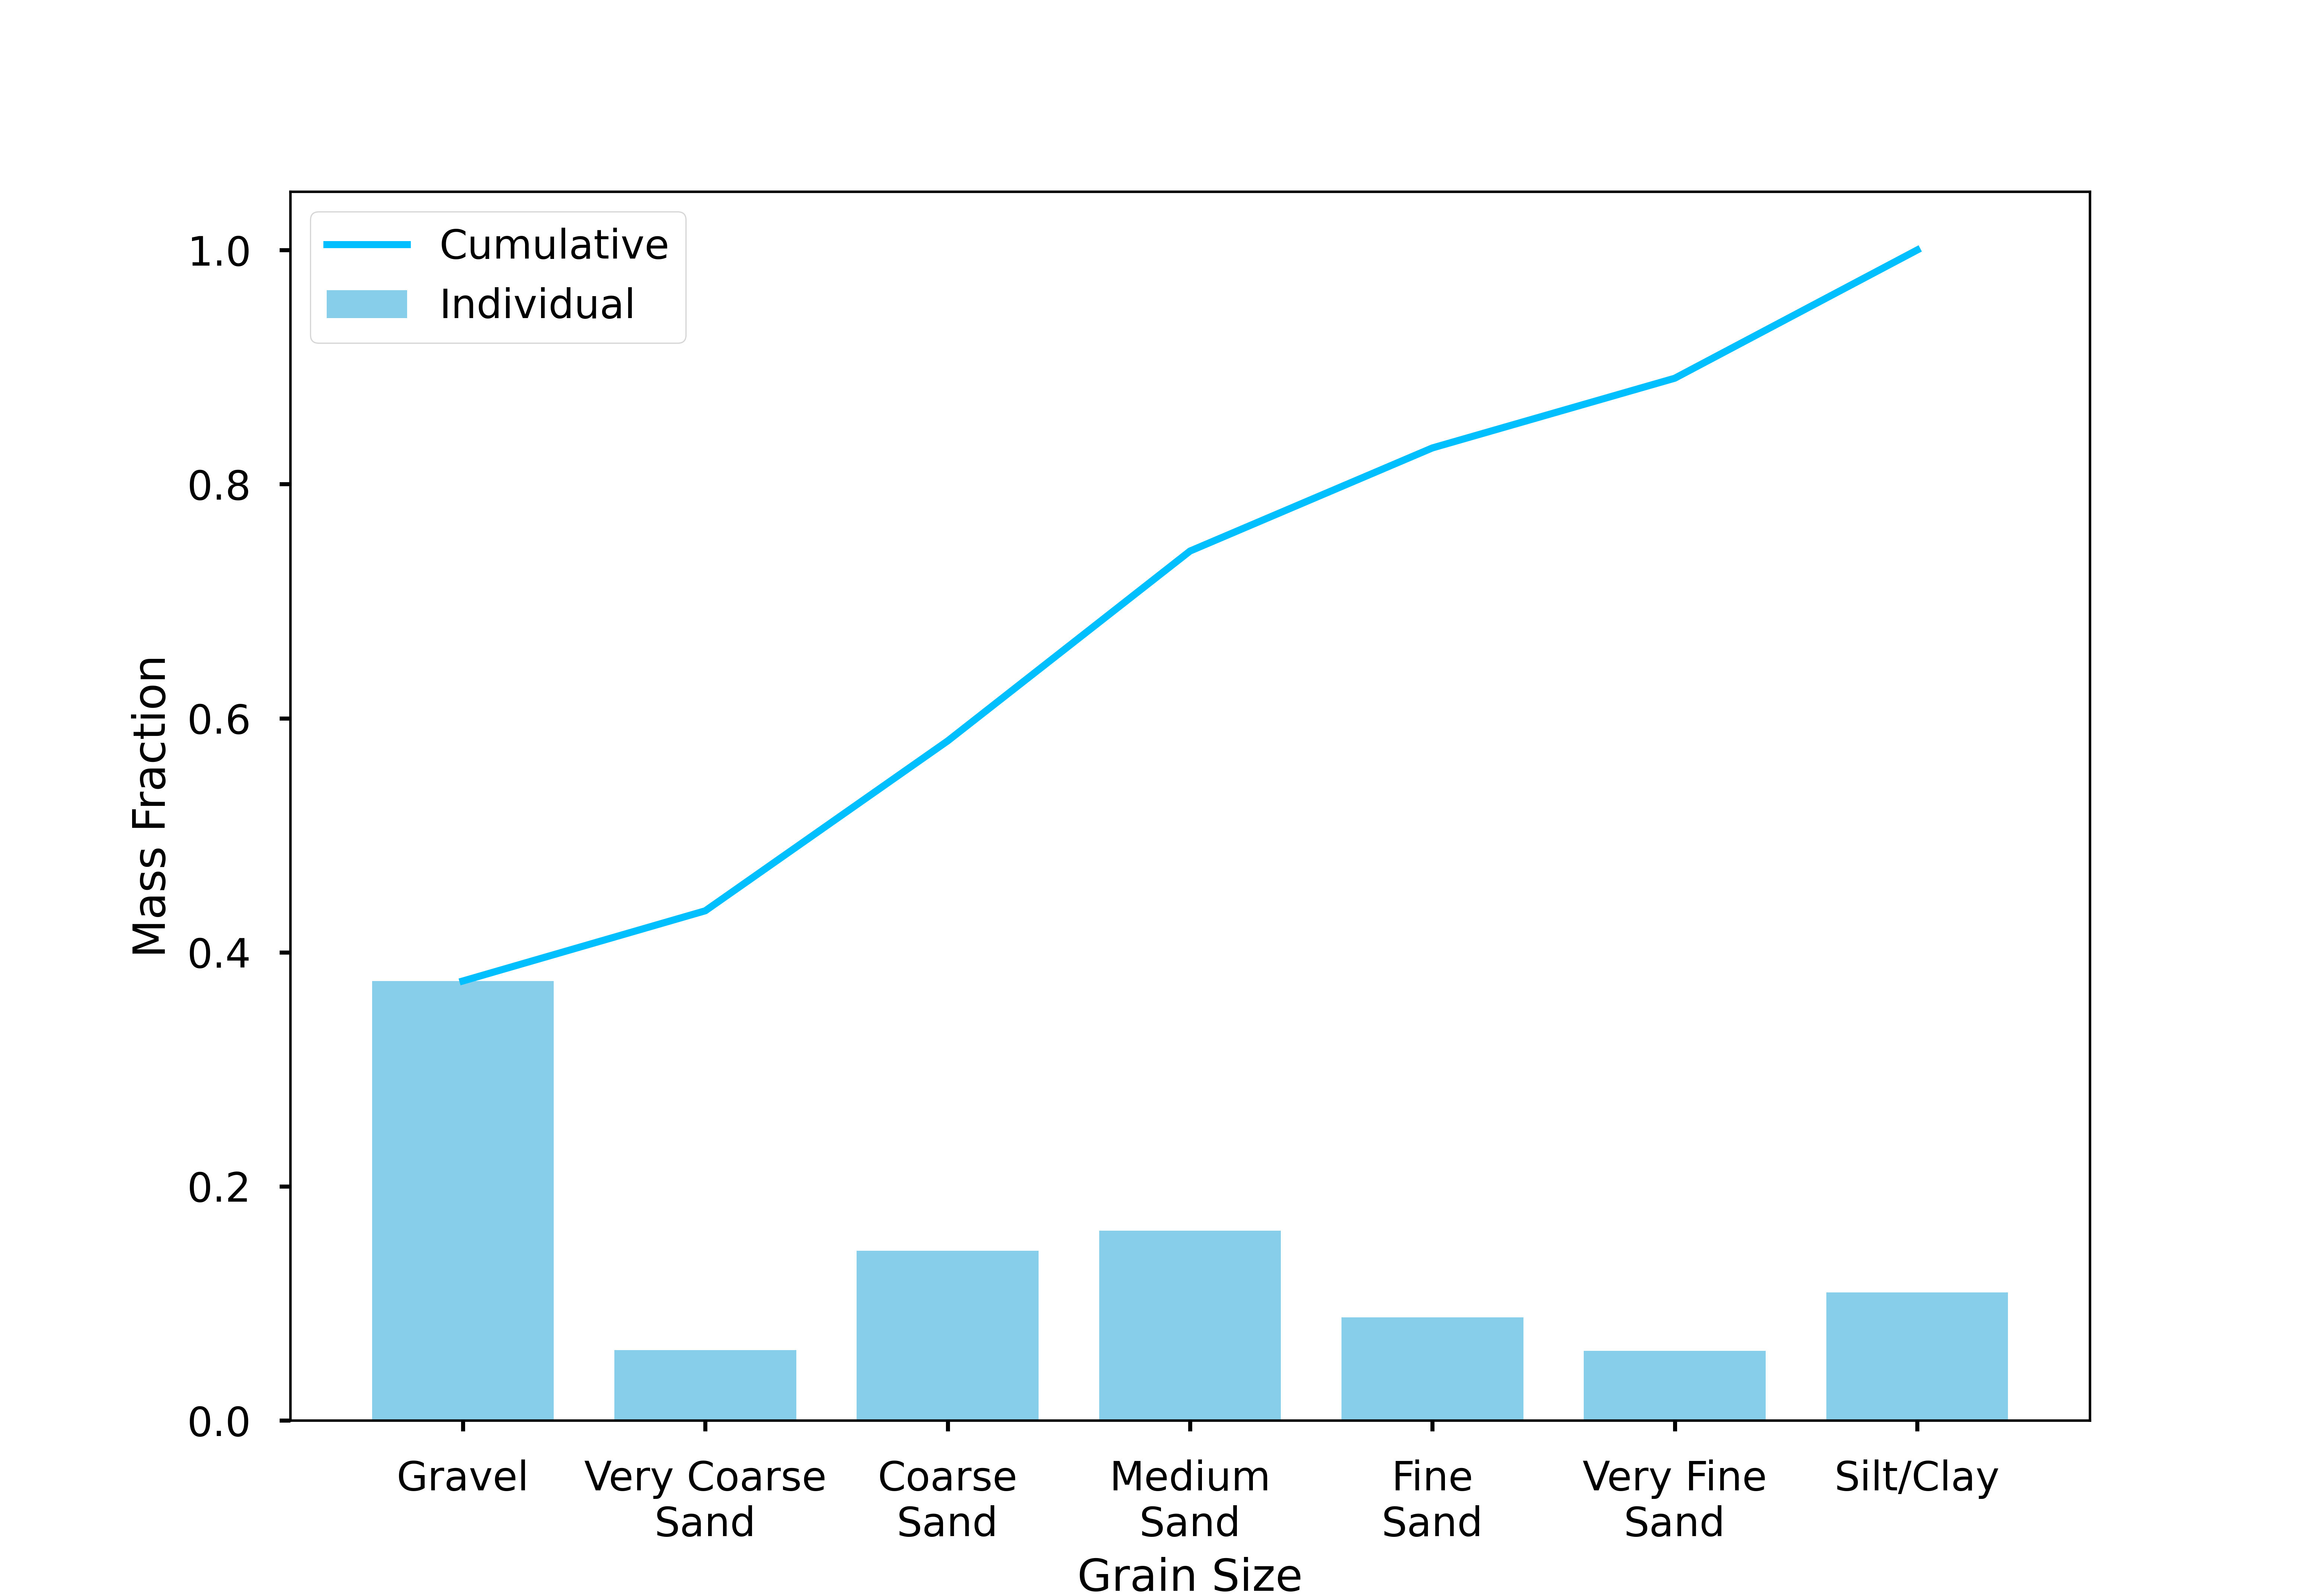 Cumulative
Individual
1.0
0.8
0.6
0.4
0.2
0.0
Mass Fraction
Gravel
Very Coarse
Sand
Coarse
Sand
Medium
Sand
Fine
Sand
Very Fine
Sand
Silt/Clay
Grain Size